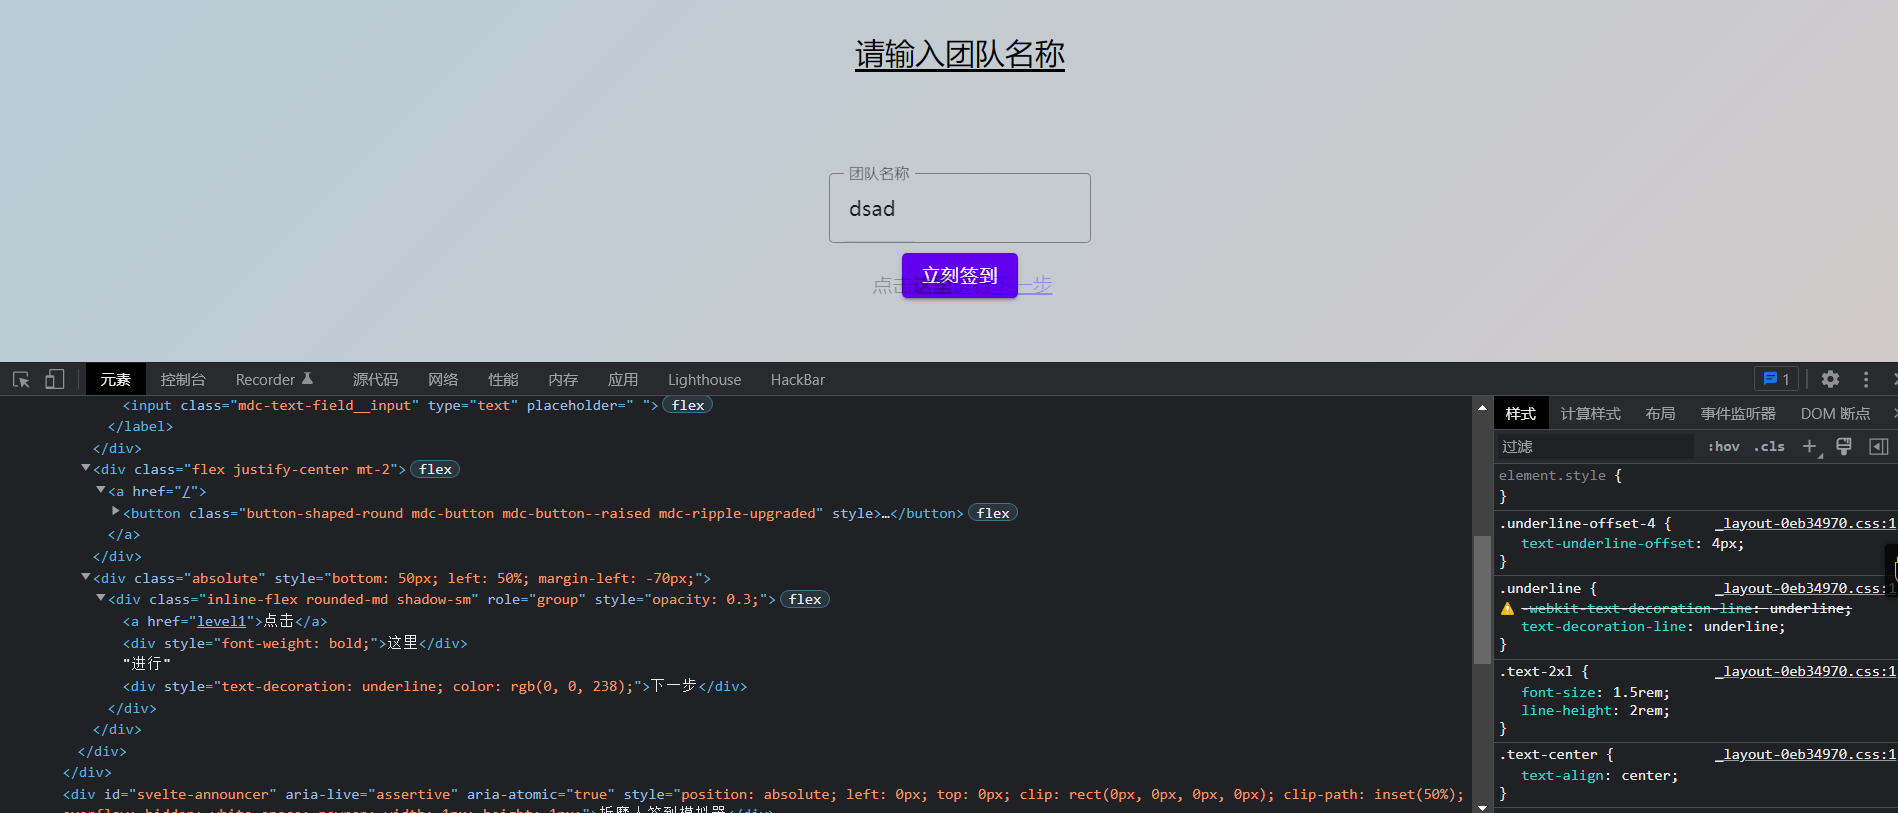 请输入团队名称
团队名称
dsad
立刻签到
点击这里进行下一步
元素 控制台 Recorder 源代码 网络 性能 内存 应用 Lighthouse HackBar 1
<input class="mdc-text-field__input" type="text" placeholder=" "> flex
</label>
</div>
<div class="flex justify-center mt-2"> flex
<a href="/">
<button class="button-shaped-round mdc-button mdc-button--raised mdc-ripple-upgraded" style>…</button> flex
</a>
</div>
<div class="absolute" style="bottom: 50px; left: 50%; margin-left: -70px;">
<div class="inline-flex rounded-md shadow-sm" role="group" style="opacity: 0.3;"> flex
<a href="level1">点击</a>
<div style="font-weight: bold;">这里</div>
"进行"
<div style="text-decoration: underline; color: rgb(0, 0, 238);">下一步</div>
</div>
</div>
</div>
</div>
<div id="svelte-announcer" aria-live="assertive" aria-atomic="true" style="position: absolute; left: 0px; top: 0px; clip: rect(0px, 0px, 0px, 0px); clip-path: inset(50%);
样式 计算样式 布局 事件监听器 DOM 断点
过滤 :hov .cls
element.style {
}
.underline-offset-4 { _layout-0eb34970.css:1
text-underline-offset: 4px;
}
.underline { _layout-0eb34970.css:1
-webkit-text-decoration-line: underline;
text-decoration-line: underline;
}
.text-2xl { _layout-0eb34970.css:1
font-size: 1.5rem;
line-height: 2rem;
}
.text-center { _layout-0eb34970.css:1
text-align: center;
}